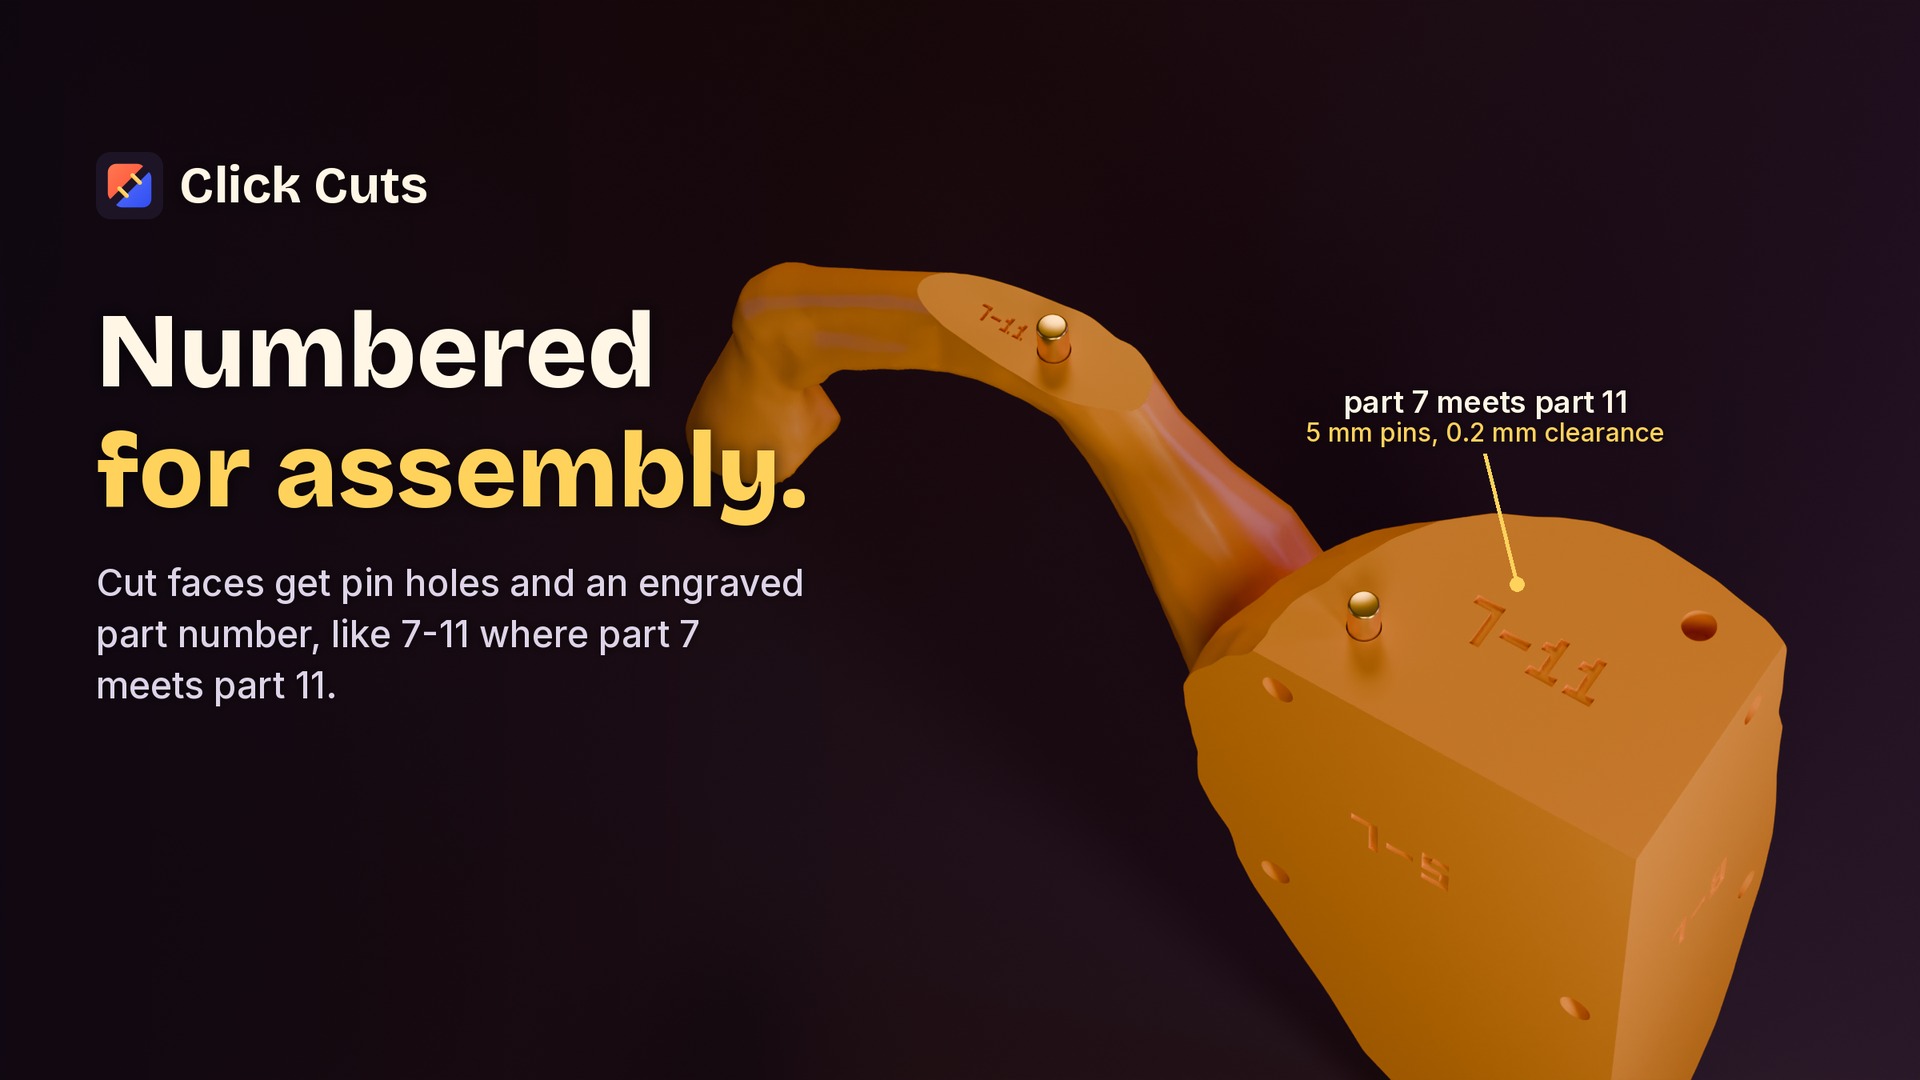 Click Cuts
Numbered
for assembly.
Cut faces get pin holes and an engraved
part number, like 7-11 where part 7
meets part 11.
7-11
part 7 meets part 11
5 mm pins, 0.2 mm clearance
7-11
7-5